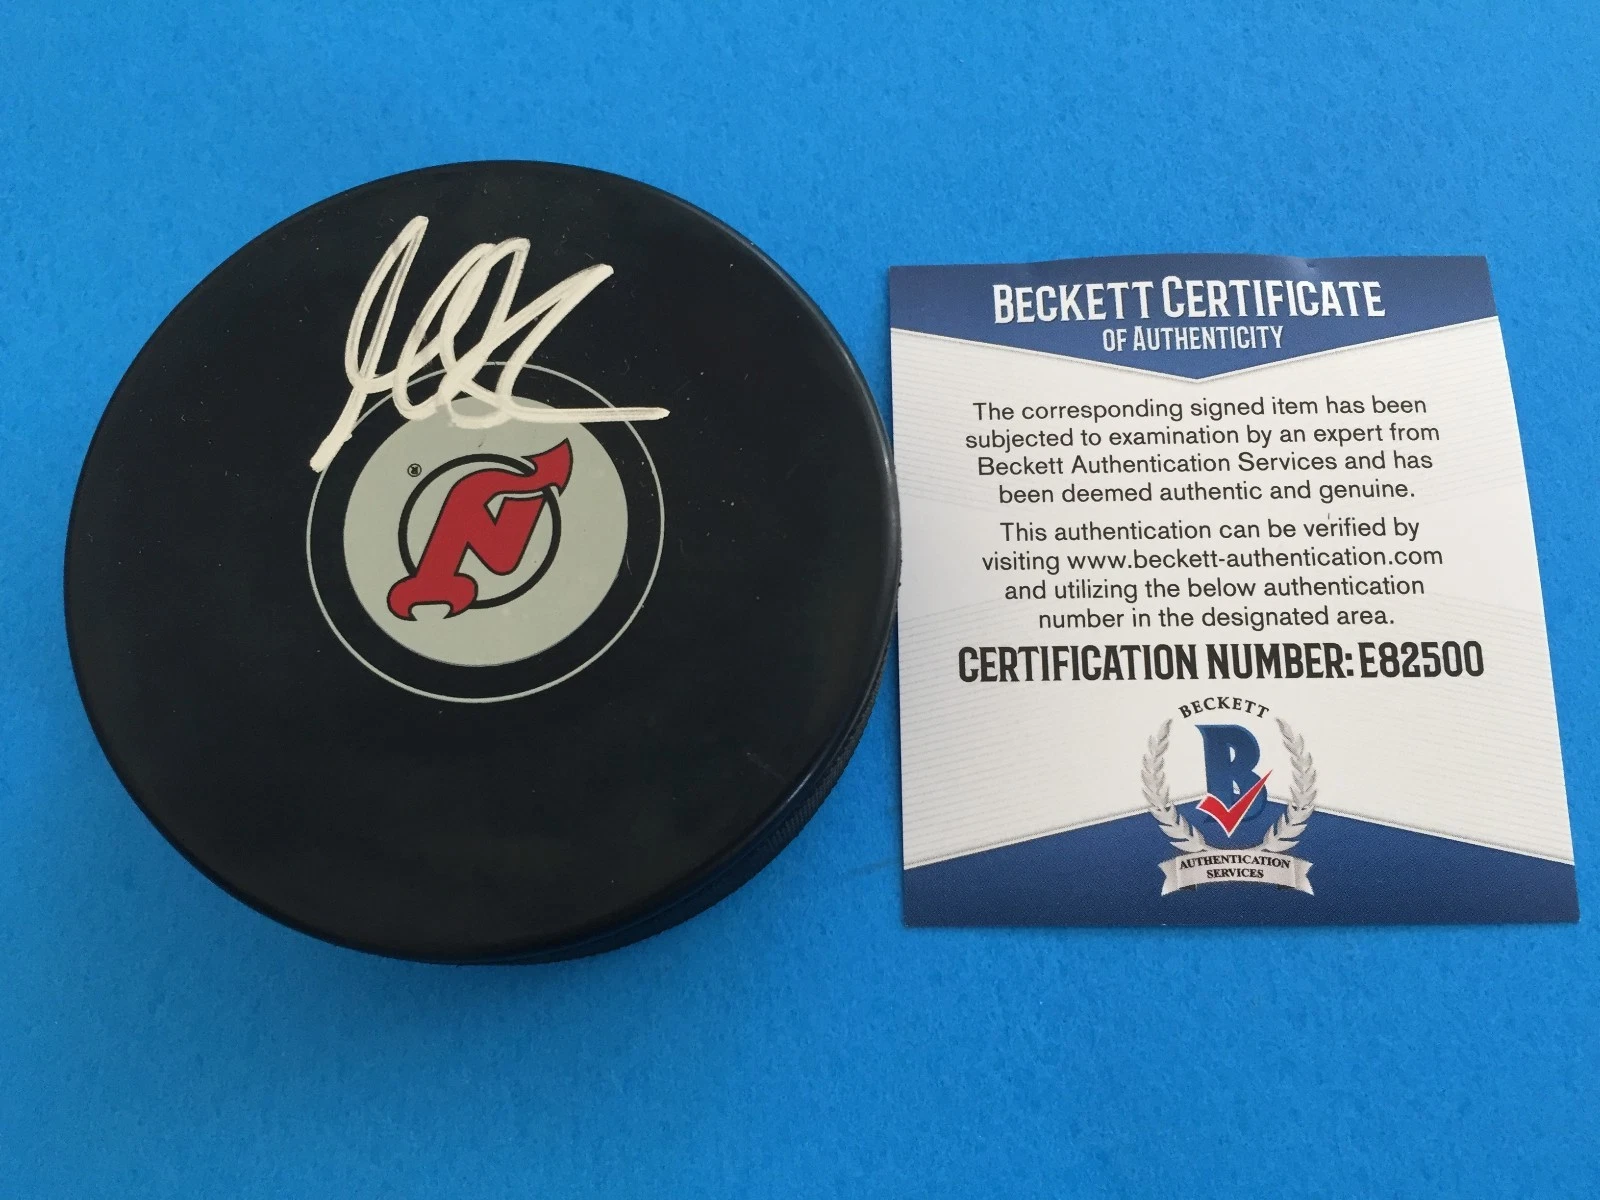 ®
BECKETT CERTIFICATE
OF AUTHENTICITY
The corresponding signed item has been
subjected to examination by an expert from
Beckett Authentication Services and has
been deemed authentic and genuine.
This authentication can be verified by
visiting www.beckett-authentication.com
and utilizing the below authentication
number in the designated area.
CERTIFICATION NUMBER: E82500
BECKETT
B
AUTHENTICATION
SERVICES